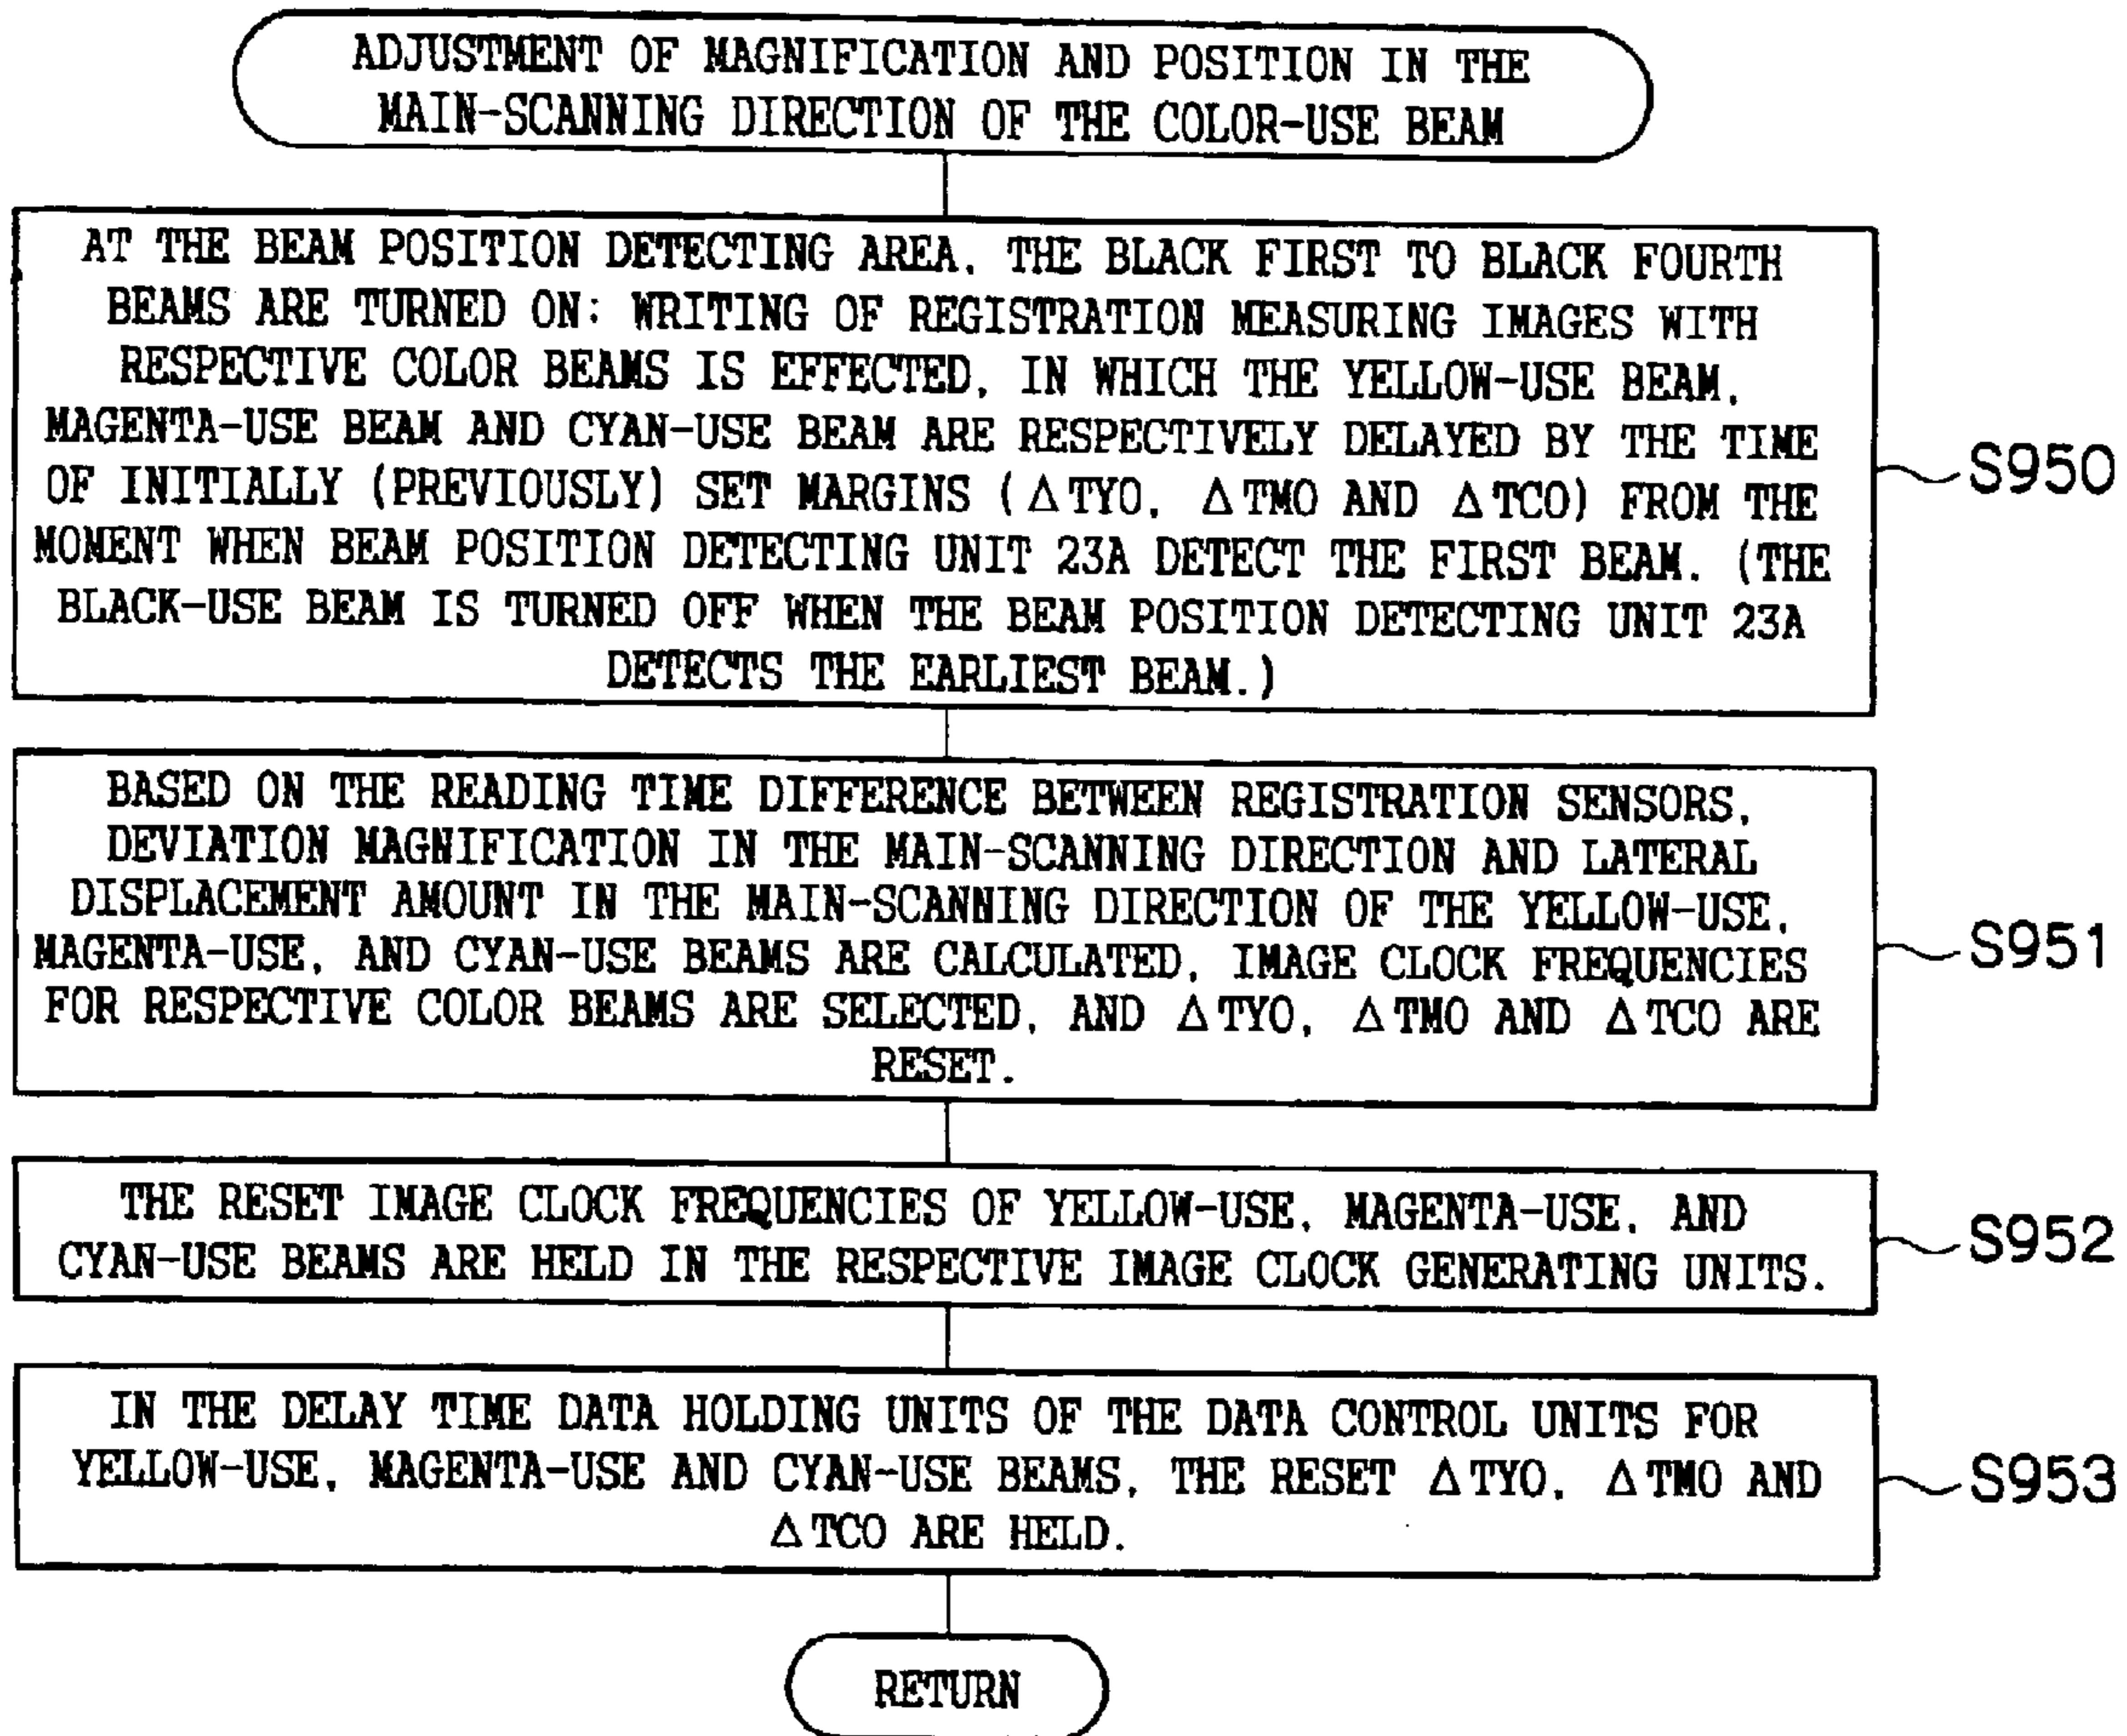 ADJUSTMENT OF MAGNIFICATION AND POSITION IN THE
MAIN-SCANNING DIRECTION OF THE COLOR-USE BEAM
AT THE BEAM POSITION DETECTING AREA, THE BLACK FIRST TO BLACK FOURTH
BEAMS ARE TURNED ON: WRITING OF REGISTRATION MEASURING IMAGES WITH
RESPECTIVE COLOR BEAMS IS EFFECTED, IN WHICH THE YELLOW-USE BEAM,
MAGENTA-USE BEAM AND CYAN-USE BEAM ARE RESPECTIVELY DELAYED BY THE TIME
OF INITIALLY (PREVIOUSLY) SET MARGINS (△TYO, △TMO AND △TCO) FROM THE
MOMENT WHEN BEAM POSITION DETECTING UNIT 23A DETECT THE FIRST BEAM. (THE
BLACK-USE BEAM IS TURNED OFF WHEN THE BEAM POSITION DETECTING UNIT 23A
DETECTS THE EARLIEST BEAM.)
S950
BASED ON THE READING TIME DIFFERENCE BETWEEN REGISTRATION SENSORS,
DEVIATION MAGNIFICATION IN THE MAIN-SCANNING DIRECTION AND LATERAL
DISPLACEMENT AMOUNT IN THE MAIN-SCANNING DIRECTION OF THE YELLOW-USE,
MAGENTA-USE, AND CYAN-USE BEAMS ARE CALCULATED, IMAGE CLOCK FREQUENCIES
FOR RESPECTIVE COLOR BEAMS ARE SELECTED, AND △TYO, △TMO AND △TCO ARE
RESET.
S951
THE RESET IMAGE CLOCK FREQUENCIES OF YELLOW-USE, MAGENTA-USE, AND
CYAN-USE BEAMS ARE HELD IN THE RESPECTIVE IMAGE CLOCK GENERATING UNITS.
S952
IN THE DELAY TIME DATA HOLDING UNITS OF THE DATA CONTROL UNITS FOR
YELLOW-USE, MAGENTA-USE AND CYAN-USE BEAMS, THE RESET △TYO, △TMO AND
△TCO ARE HELD.
S953
RETURN